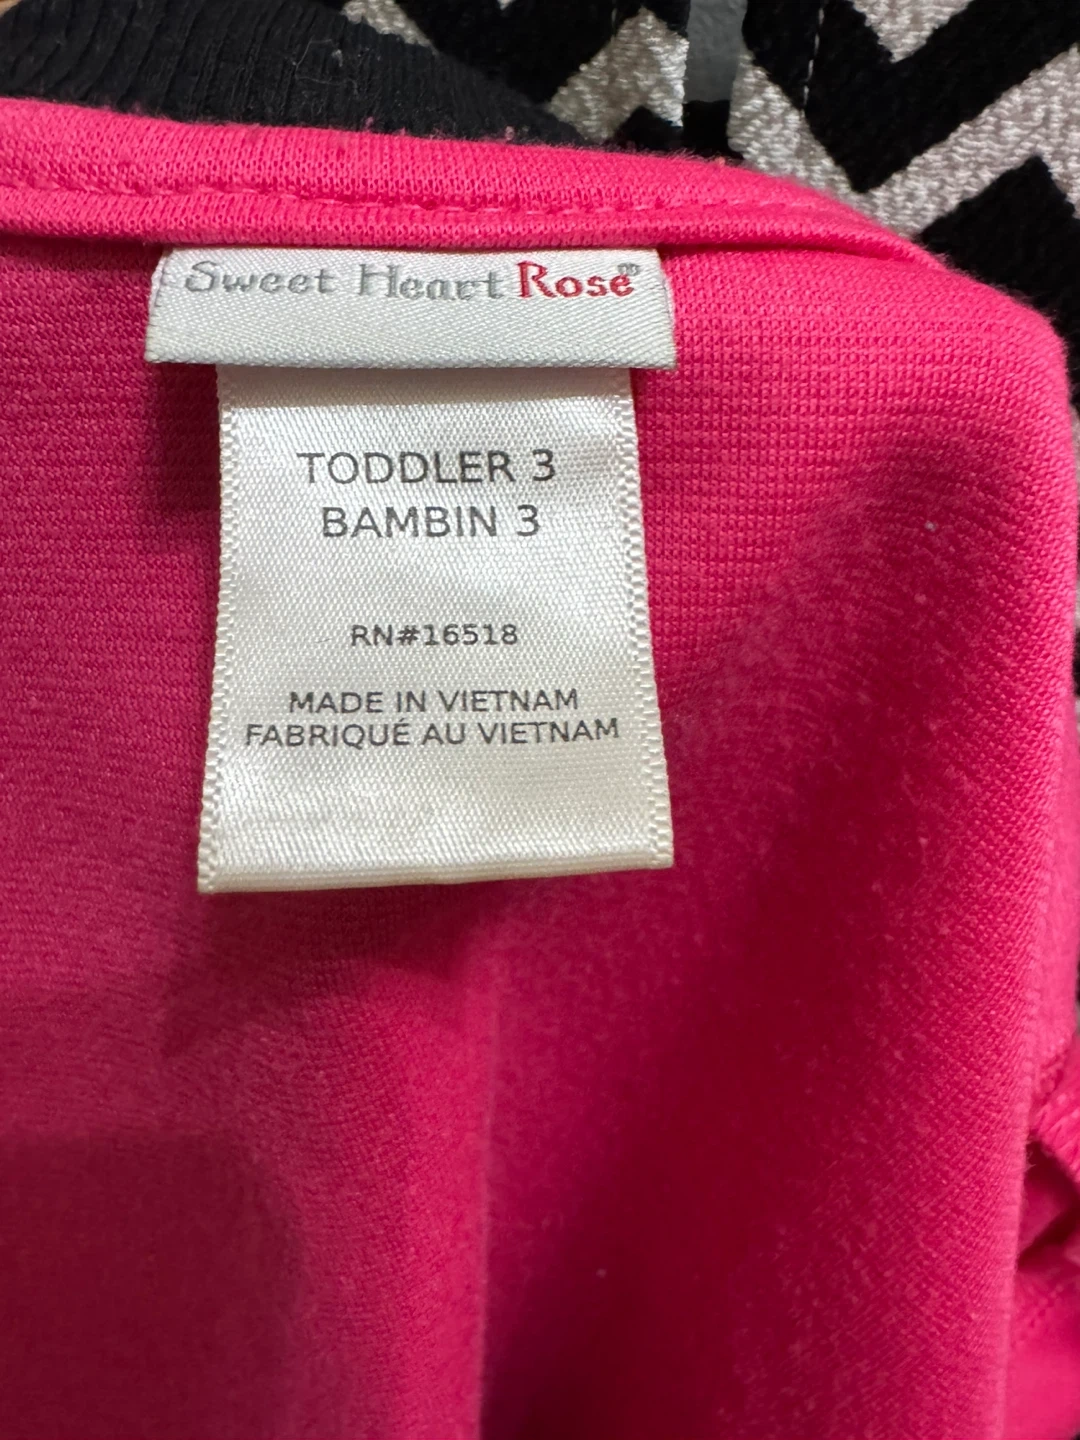 Sweet Heart Rose®
TODDLER 3
BAMBIN 3
RN#16518
MADE IN VIETNAM
FABRIQUÉ AU VIETNAM